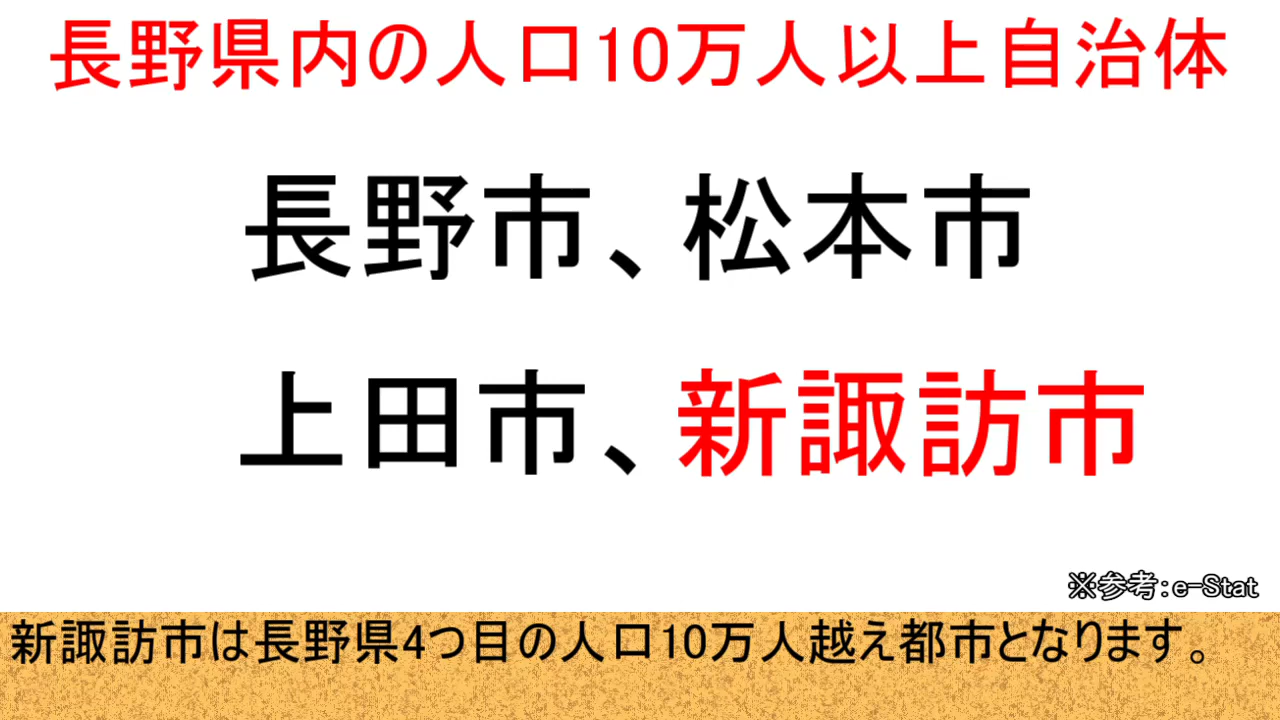 長野県内の人口10万人以上自治体
長野市、松本市
上田市、新諏訪市
※参考：e-Stat
新諏訪市は長野県4つ目の人口10万人越え都市となります。